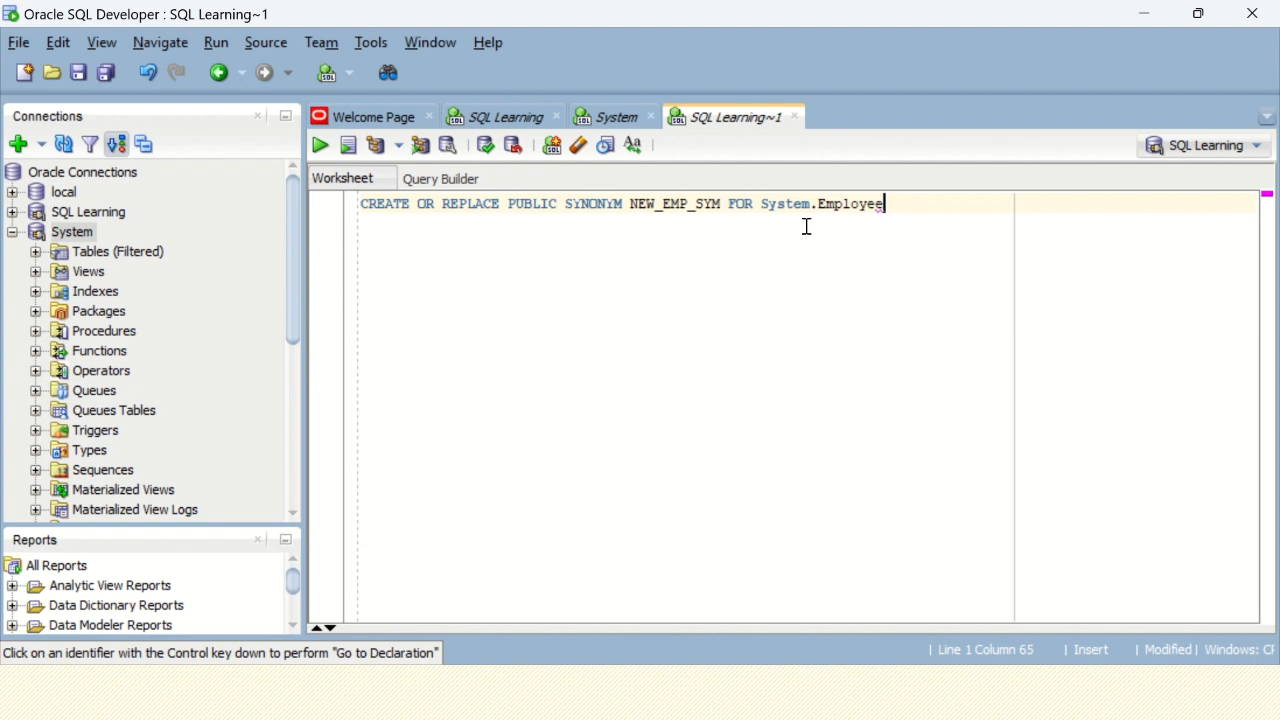 Oracle SQL Developer : SQL Learning~1
File Edit View Navigate Run Source Team Tools Window Help
Connections
Welcome Page SQL Learning System SQL Learning~1
SQL Learning
Oracle Connections
local
SQL Learning
System
Tables (Filtered)
Views
Indexes
Packages
Procedures
Functions
Operators
Queues
Queues Tables
Triggers
Types
Sequences
Materialized Views
Materialized View Logs
Worksheet Query Builder
CREATE OR REPLACE PUBLIC SYNONYM NEW_EMP_SYM FOR System.Employee
Reports
All Reports
Analytic View Reports
Data Dictionary Reports
Data Modeler Reports
Click on an identifier with the Control key down to perform "Go to Declaration"
| Line 1 Column 65 | Insert | Modified | Windows: CF